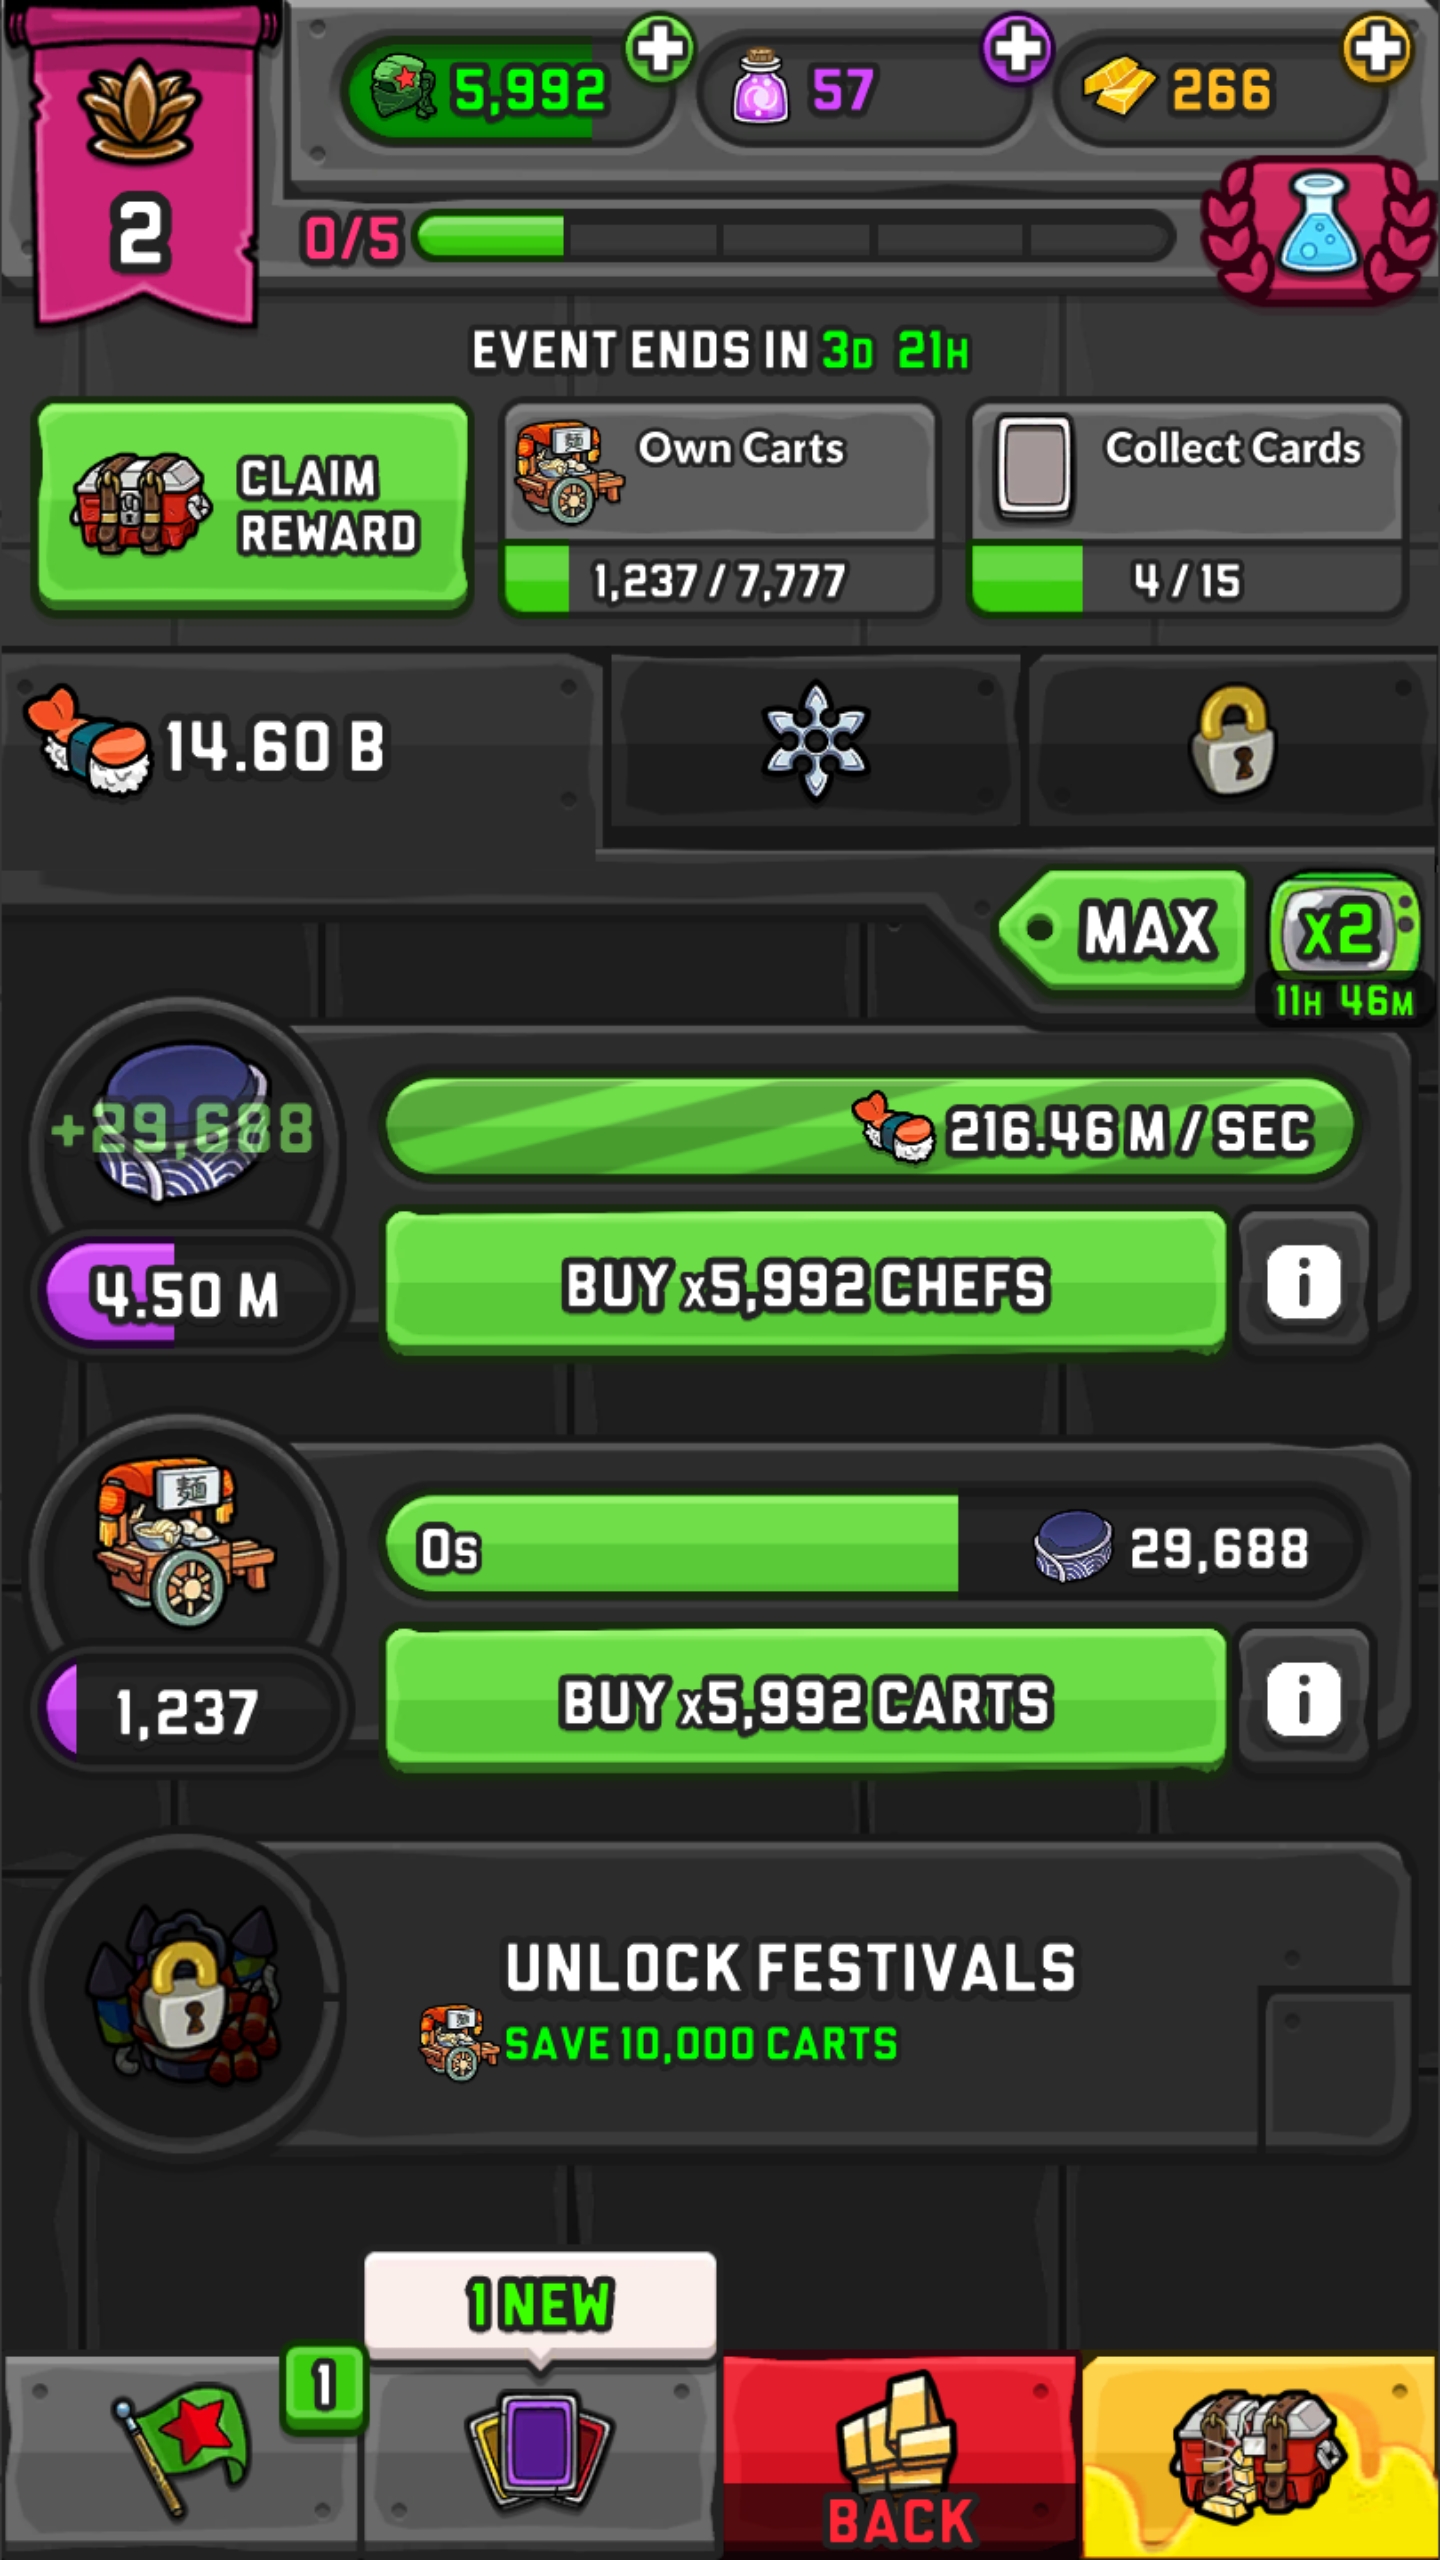 5,992
57
266
2
0/5
EVENT ENDS IN 3D 21H
CLAIM
REWARD
Own Carts
1,237 / 7,777
Collect Cards
4 / 15
14.60 B
MAX
x2
11H 46M
+29,688
216.46 M / SEC
4.50 M
BUY x5,992 CHEFS
i
麺
0s
29,688
1,237
BUY x5,992 CARTS
i
UNLOCK FESTIVALS
SAVE 10,000 CARTS
1 NEW
1
BACK